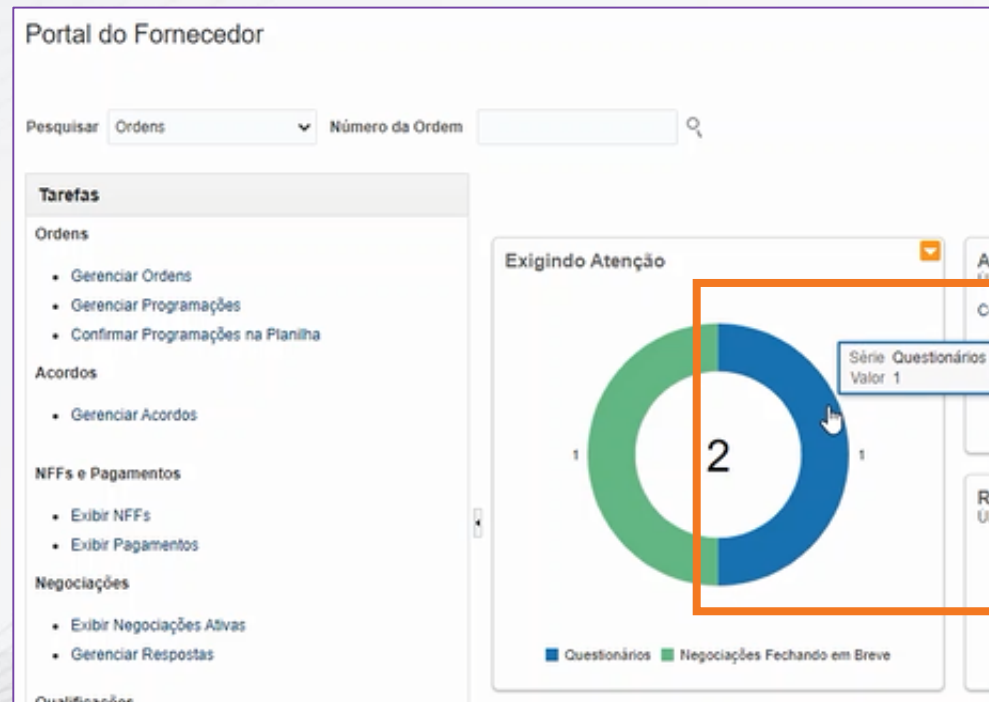 Portal do Fornecedor
Pesquisar Ordens Número da Ordem
Tarefas
Ordens
Gerenciar Ordens
Gerenciar Programações
Confirmar Programações na Planilha
Acordos
Gerenciar Acordos
NFFs e Pagamentos
Exibir NFFs
Exibir Pagamentos
Negociações
Exibir Negociações Ativas
Gerenciar Respostas
Qualificações
Exigindo Atenção
Série Questionários
Valor 1
1
2
1
Questionários Negociações Fechando em Breve